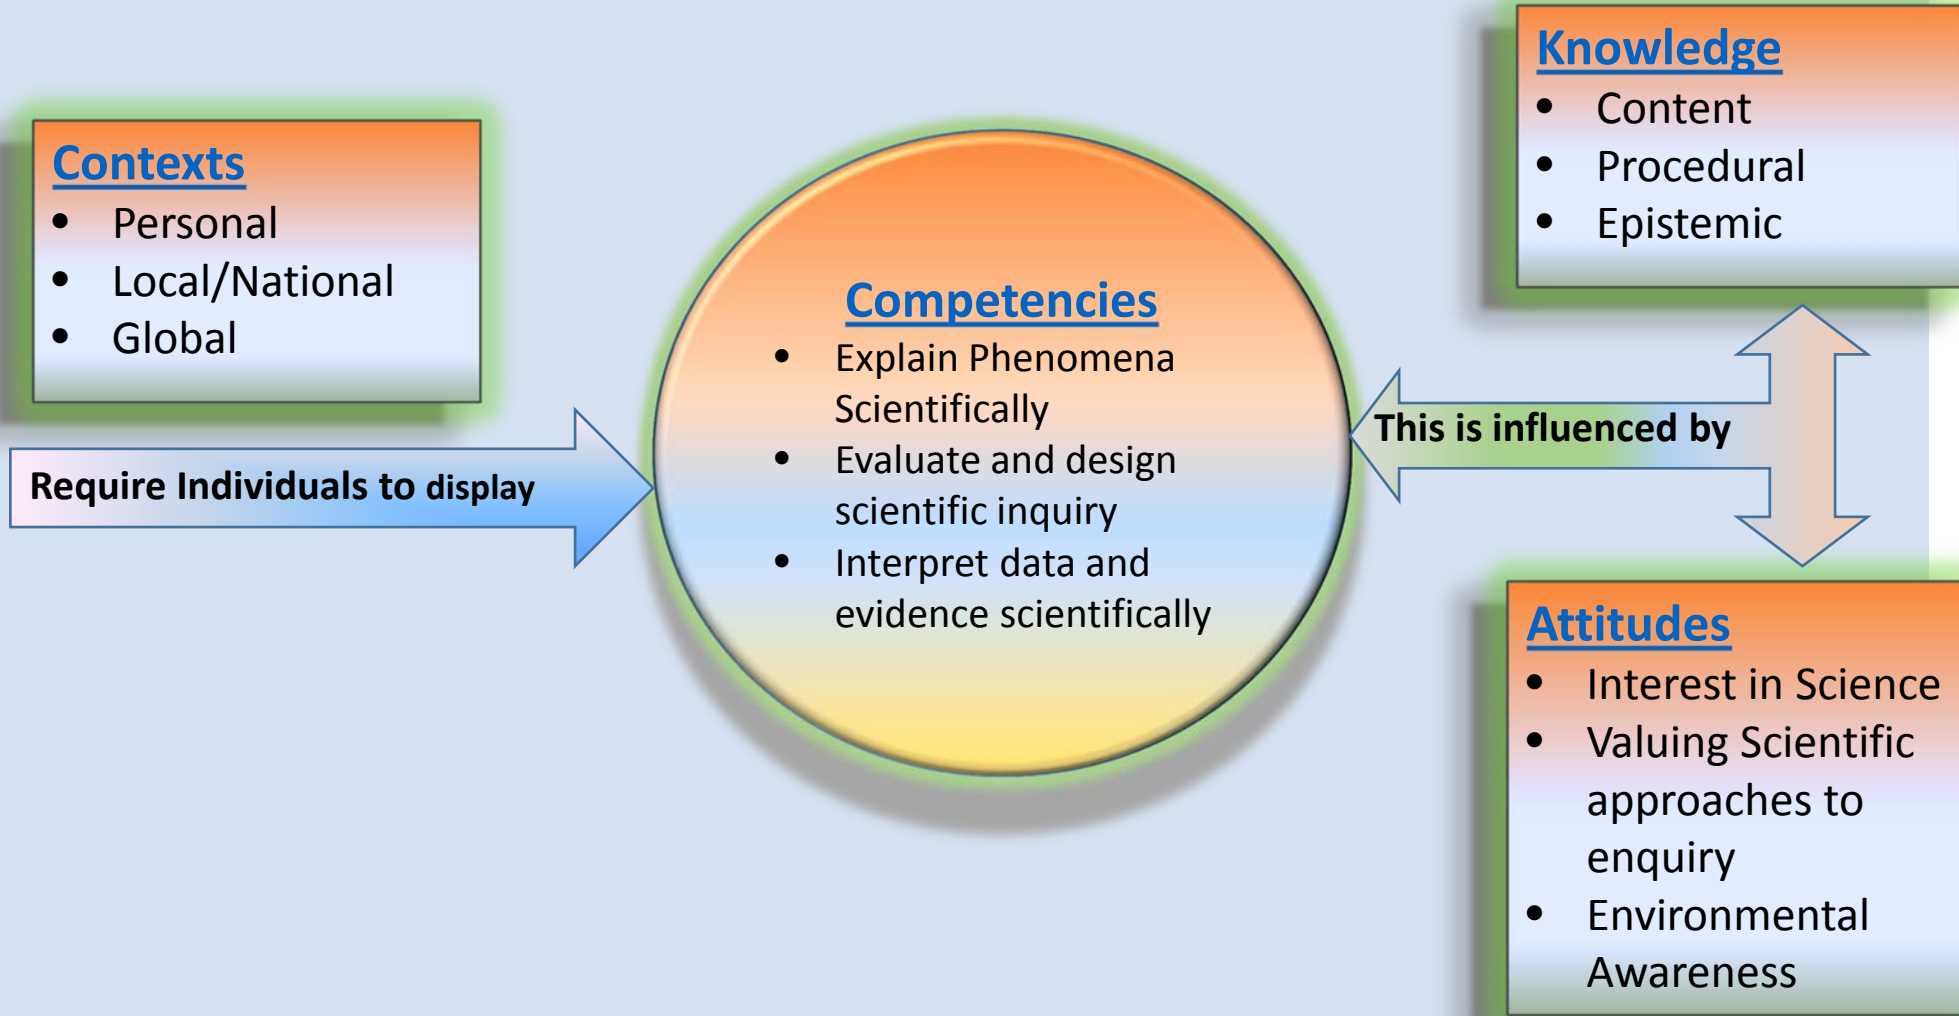 Contexts
• Personal
• Local/National
• Global
Require Individuals to display
Competencies
• Explain Phenomena
Scientifically
• Evaluate and design
scientific inquiry
• Interpret data and
evidence scientifically
This is influenced by
Knowledge
• Content
• Procedural
• Epistemic
Attitudes
• Interest in Science
• Valuing Scientific
approaches to
enquiry
• Environmental
Awareness